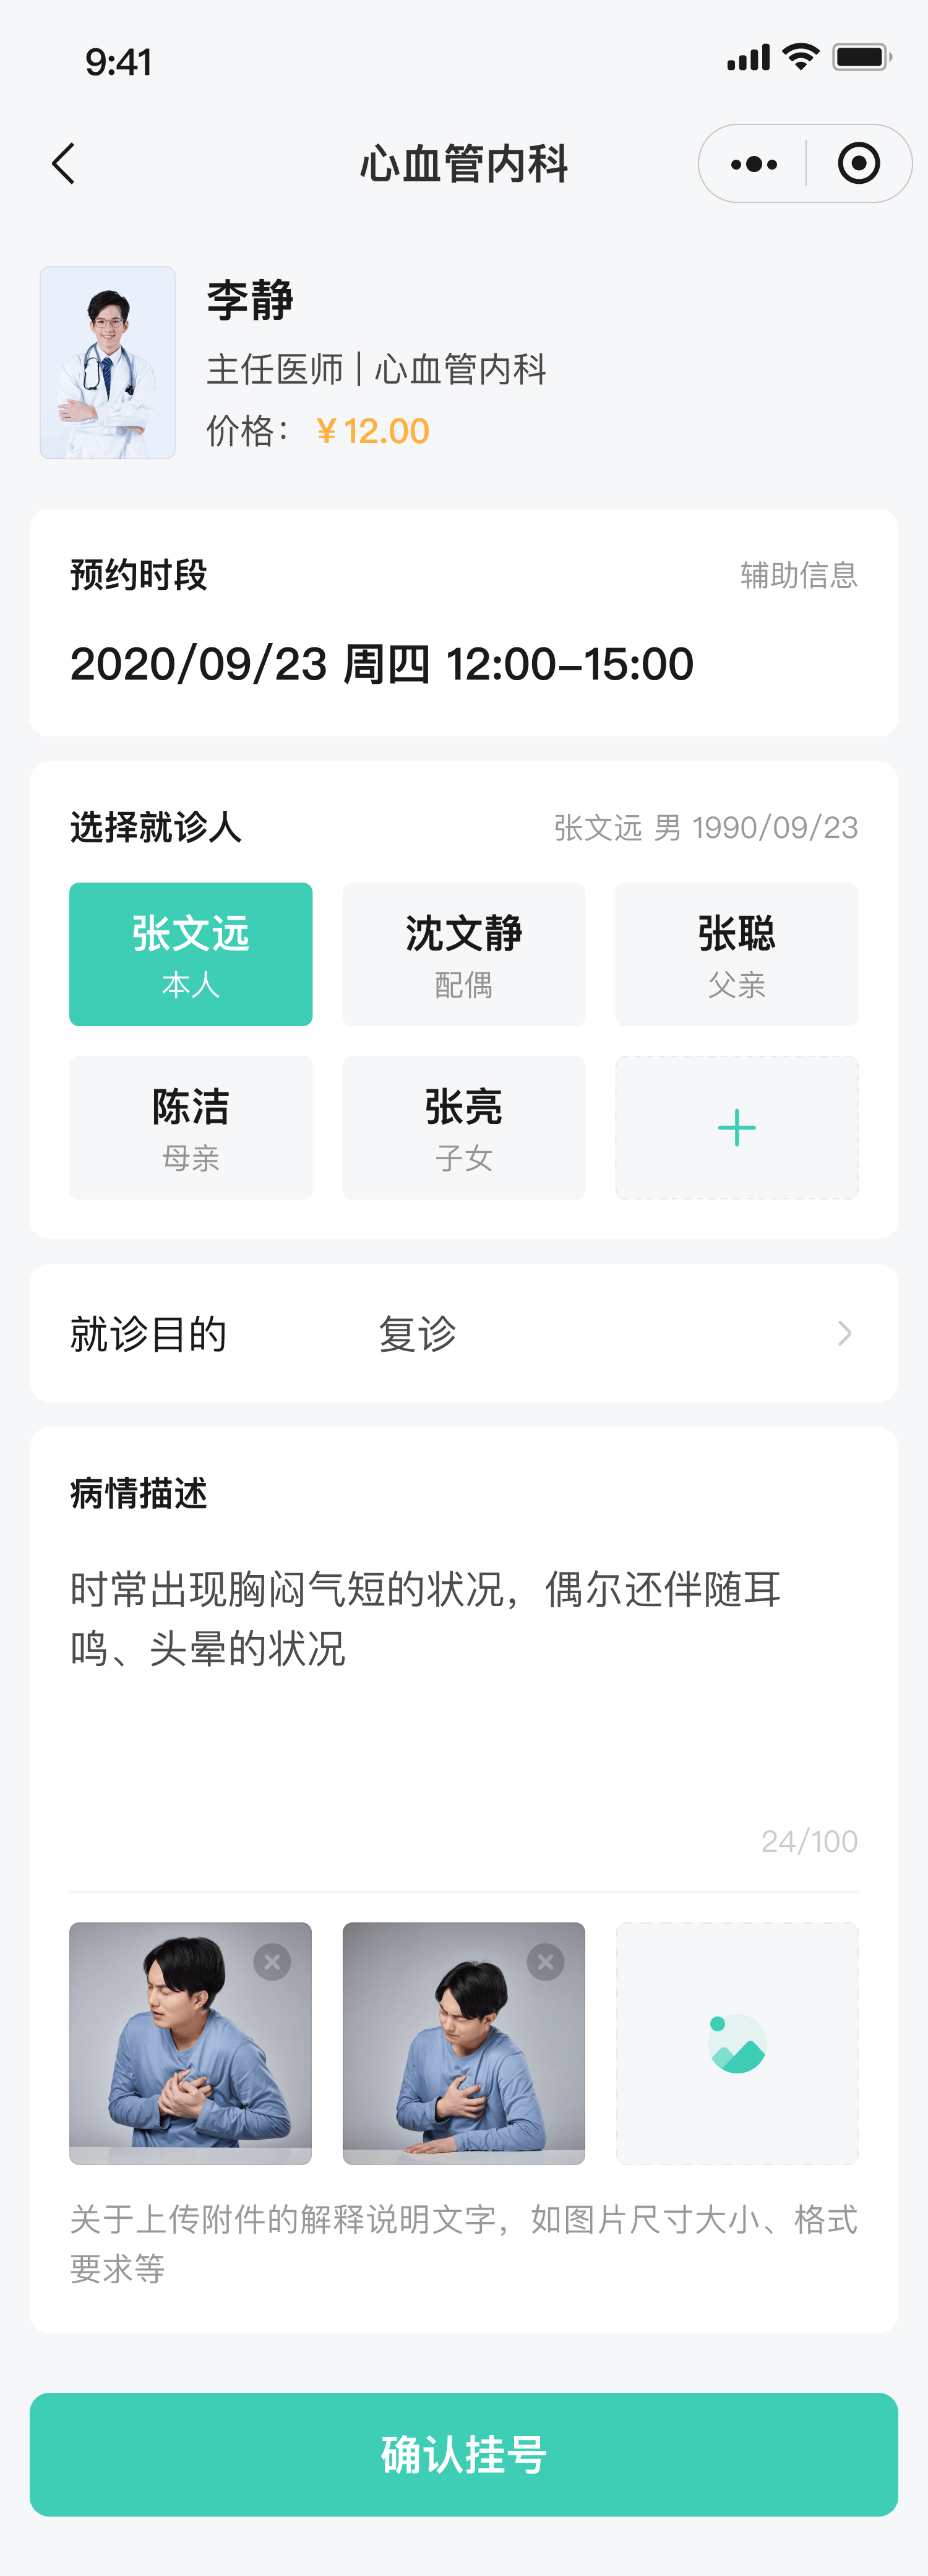 9:41
心血管内科
李静
主任医师 | 心血管内科
价格： ¥12.00
预约时段 辅助信息
2020/09/23 周四 12:00-15:00
选择就诊人 张文远 男 1990/09/23
张文远 沈文静 张聪
本人 配偶 父亲
陈洁 张亮
母亲 子女
就诊目的 复诊
病情描述
时常出现胸闷气短的状况，偶尔还伴随耳
鸣、头晕的状况
24/100
关于上传附件的解释说明文字，如图片尺寸大小、格式
要求等
确认挂号